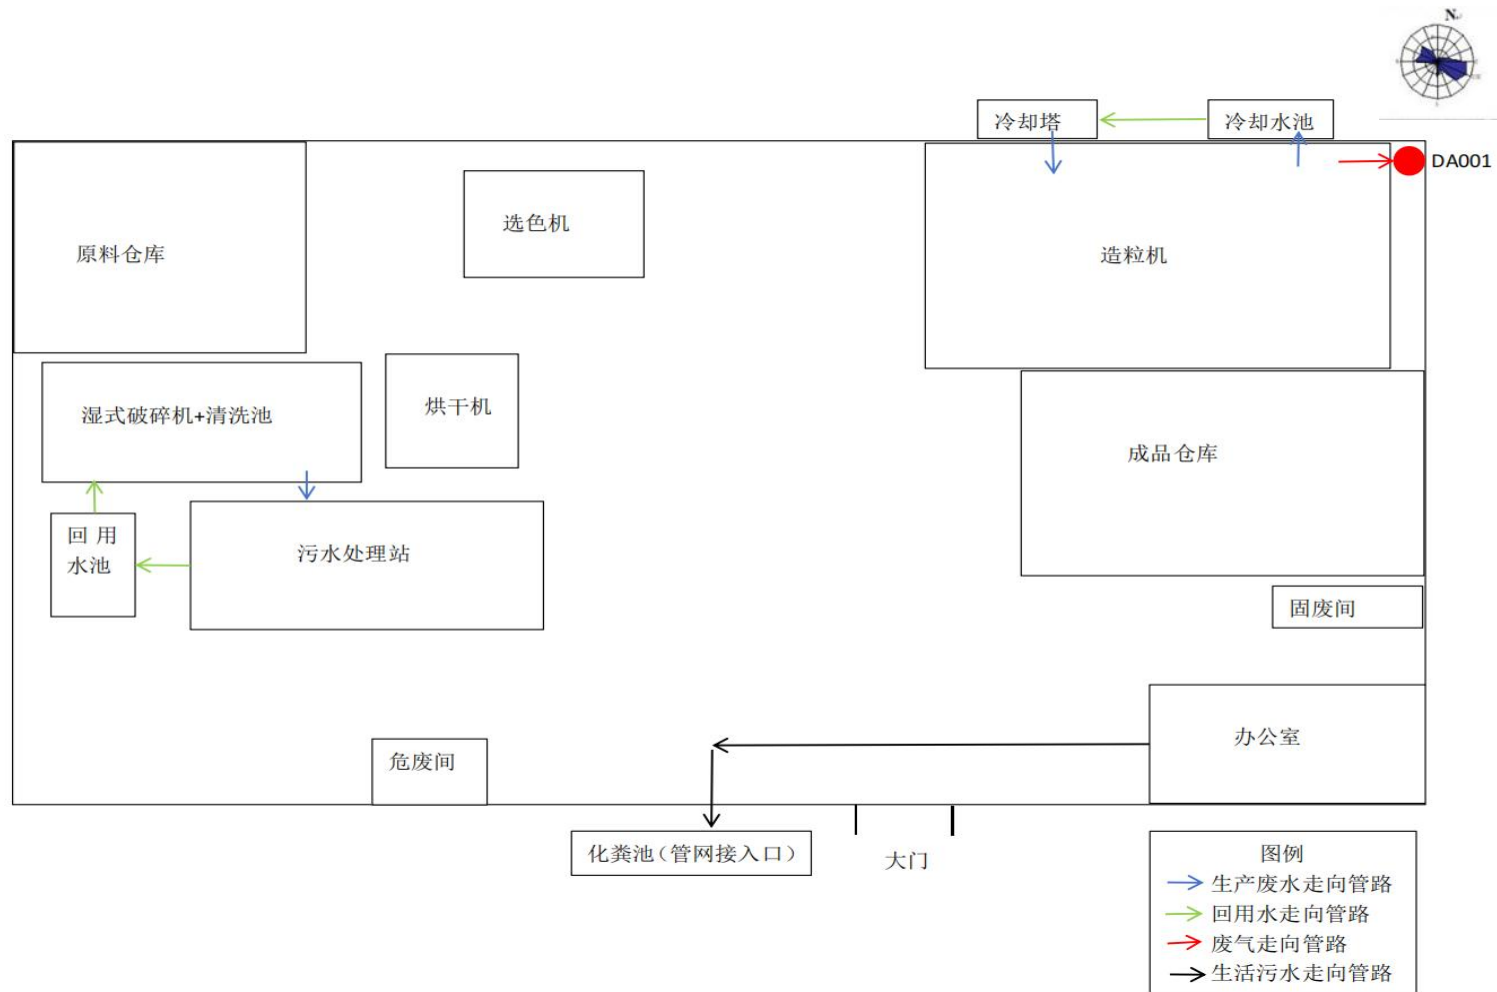 N
冷却塔
冷却水池
DA001
选色机
原料仓库
造粒机
烘干机
湿式破碎机+清洗池
成品仓库
回 用
水池
污水处理站
固废间
办公室
危废间
化粪池（管网接入口）
大门
图例
生产废水走向管路
回用水走向管路
废气走向管路
生活污水走向管路